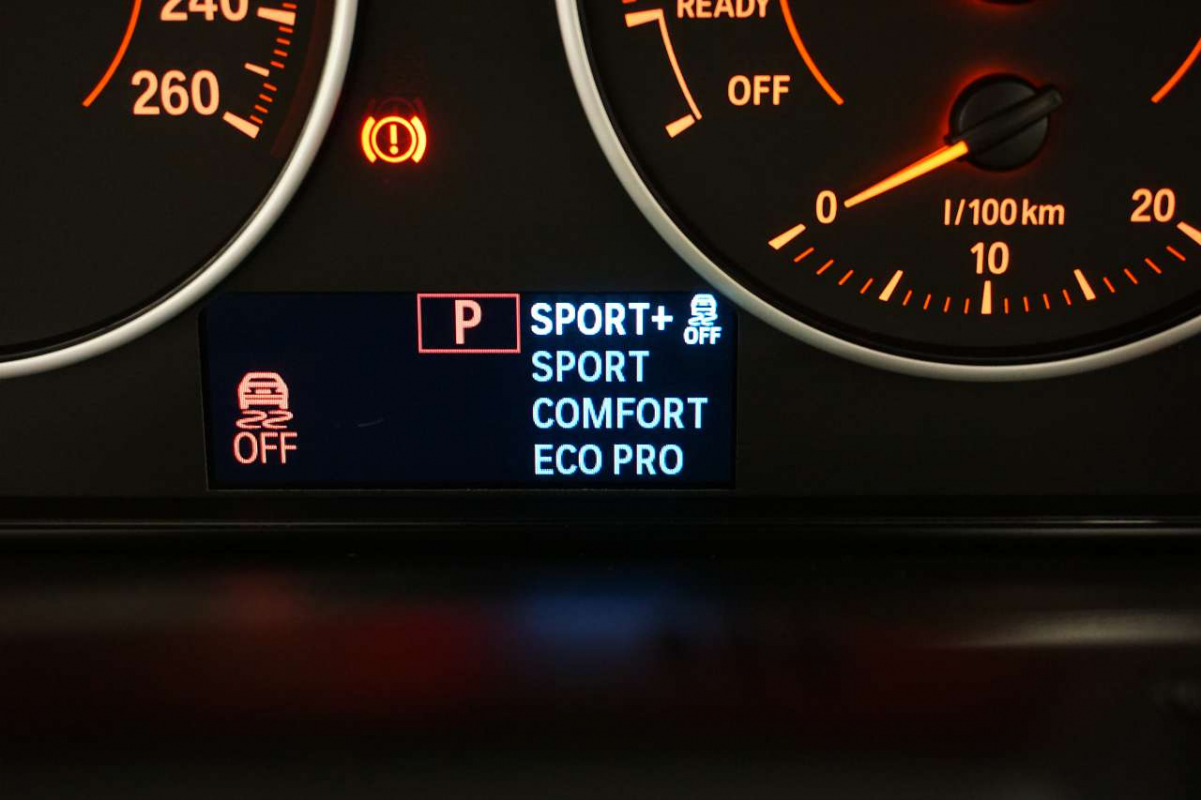 240
260
READY
OFF
0
l/100 km
10
20
P
SPORT+
OFF
SPORT
COMFORT
ECO PRO
OFF